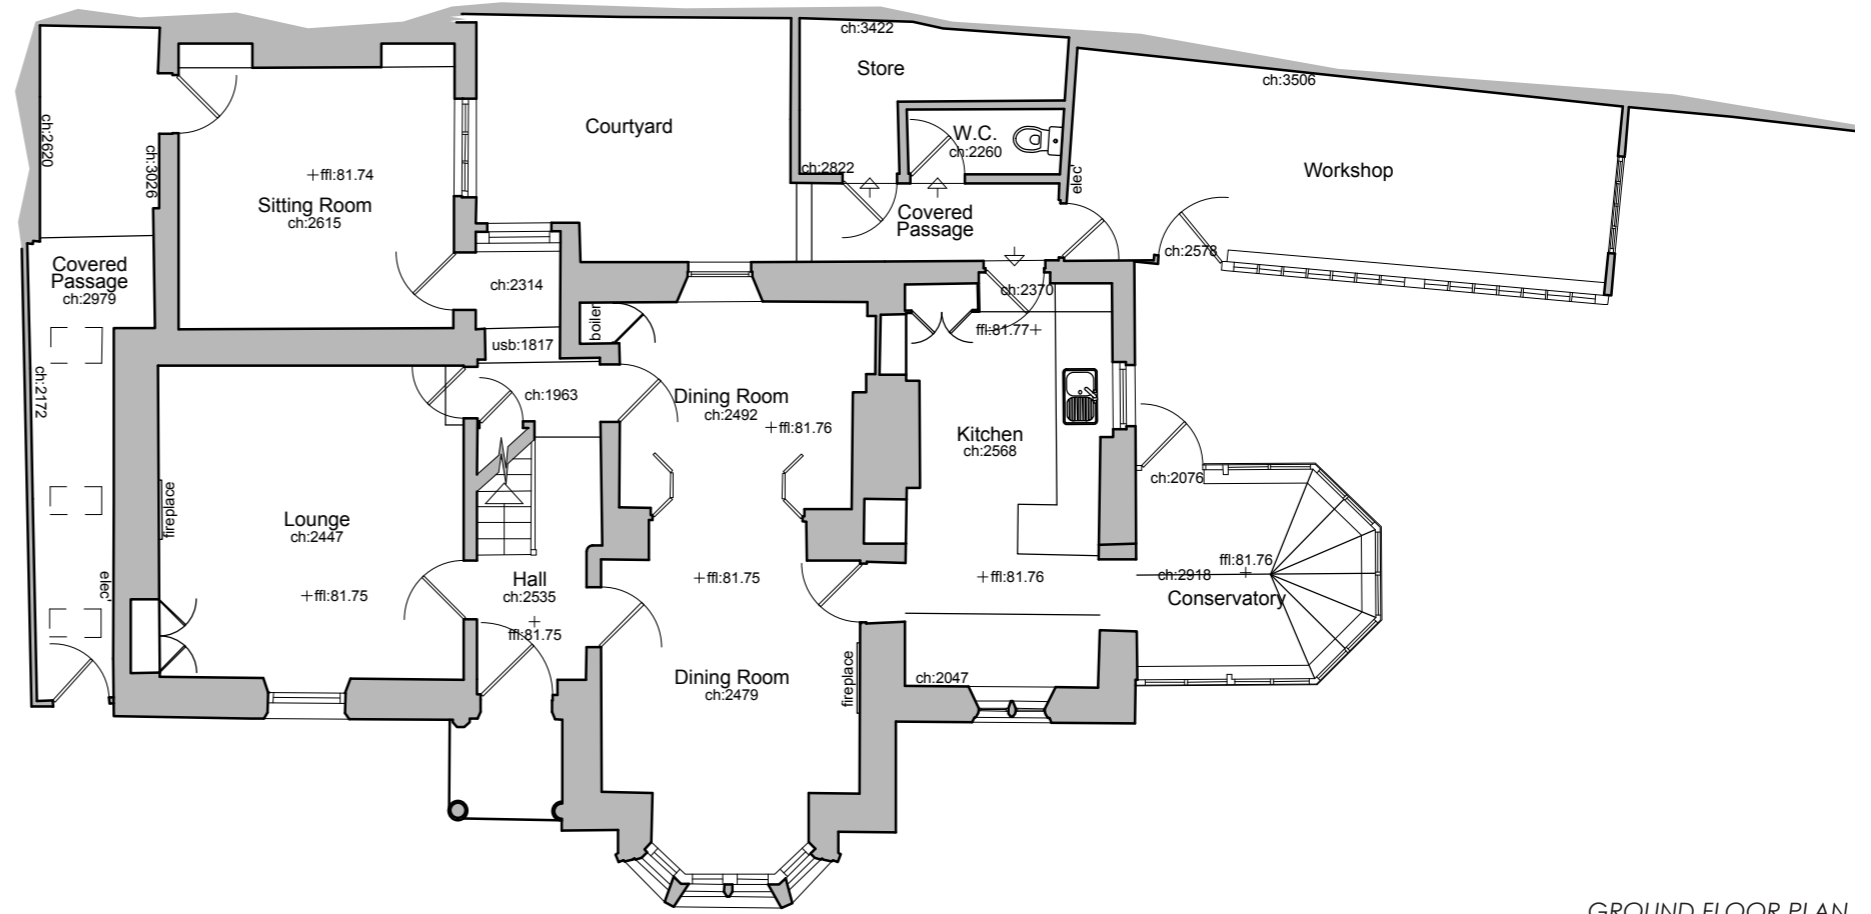 ch:3422
Store
ch:3506
Courtyard
W.C.
ch:2260
ch:2620
ch:3026
ch:2822
elec'
Workshop
+ffl:81.74
Sitting Room
ch:2615
Covered
Passage
ch:2578
Covered
Passage
ch:2979
ch:2314
ch:2370
boiler
ffl:81.77+
usb:1817
ch:2172
ch:1963
Dining Room
ch:2492
+ffl:81.76
Kitchen
ch:2568
ch:2076
fireplace
Lounge
ch:2447
elec'
+ffl:81.75
Hall
ch:2535
+
ffl:81.75
+ffl:81.75
+ffl:81.76
ffl:81.76
+
ch:2918
Conservatory
Dining Room
ch:2479
fireplace
ch:2047
GROUND FLOOR PLAN